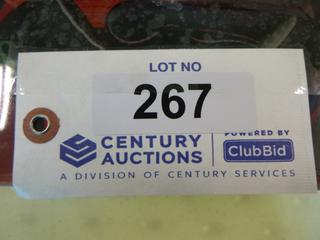 LOT NO
267
CENTURY AUCTIONS
POWERED BY
ClubBid
A DIVISION OF CENTURY SERVICES